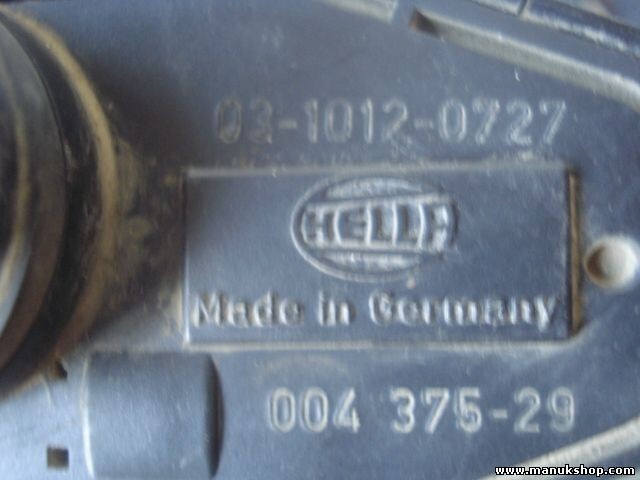 03-1012-0727
HELLA
Made in Germany
004 375-29
www.manukshop.com